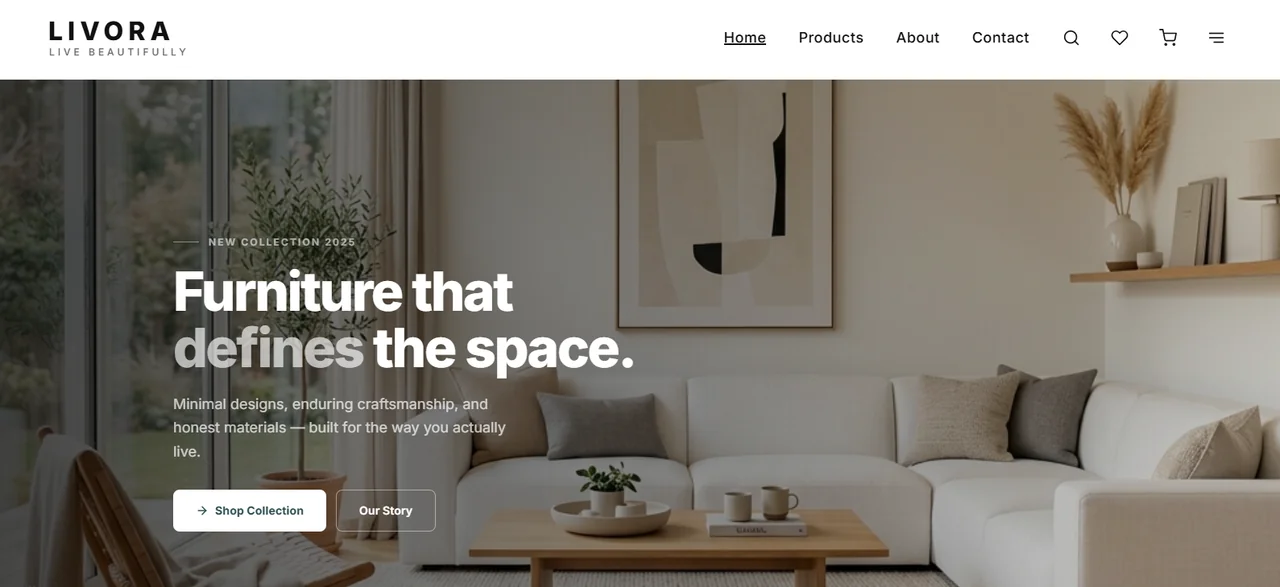 LIVORA
LIVE BEAUTIFULLY
Home
Products
About
Contact
NEW COLLECTION 2025
Furniture that
defines the space.
Minimal designs, enduring craftsmanship, and
honest materials — built for the way you actually
live.
Shop Collection
Our Story